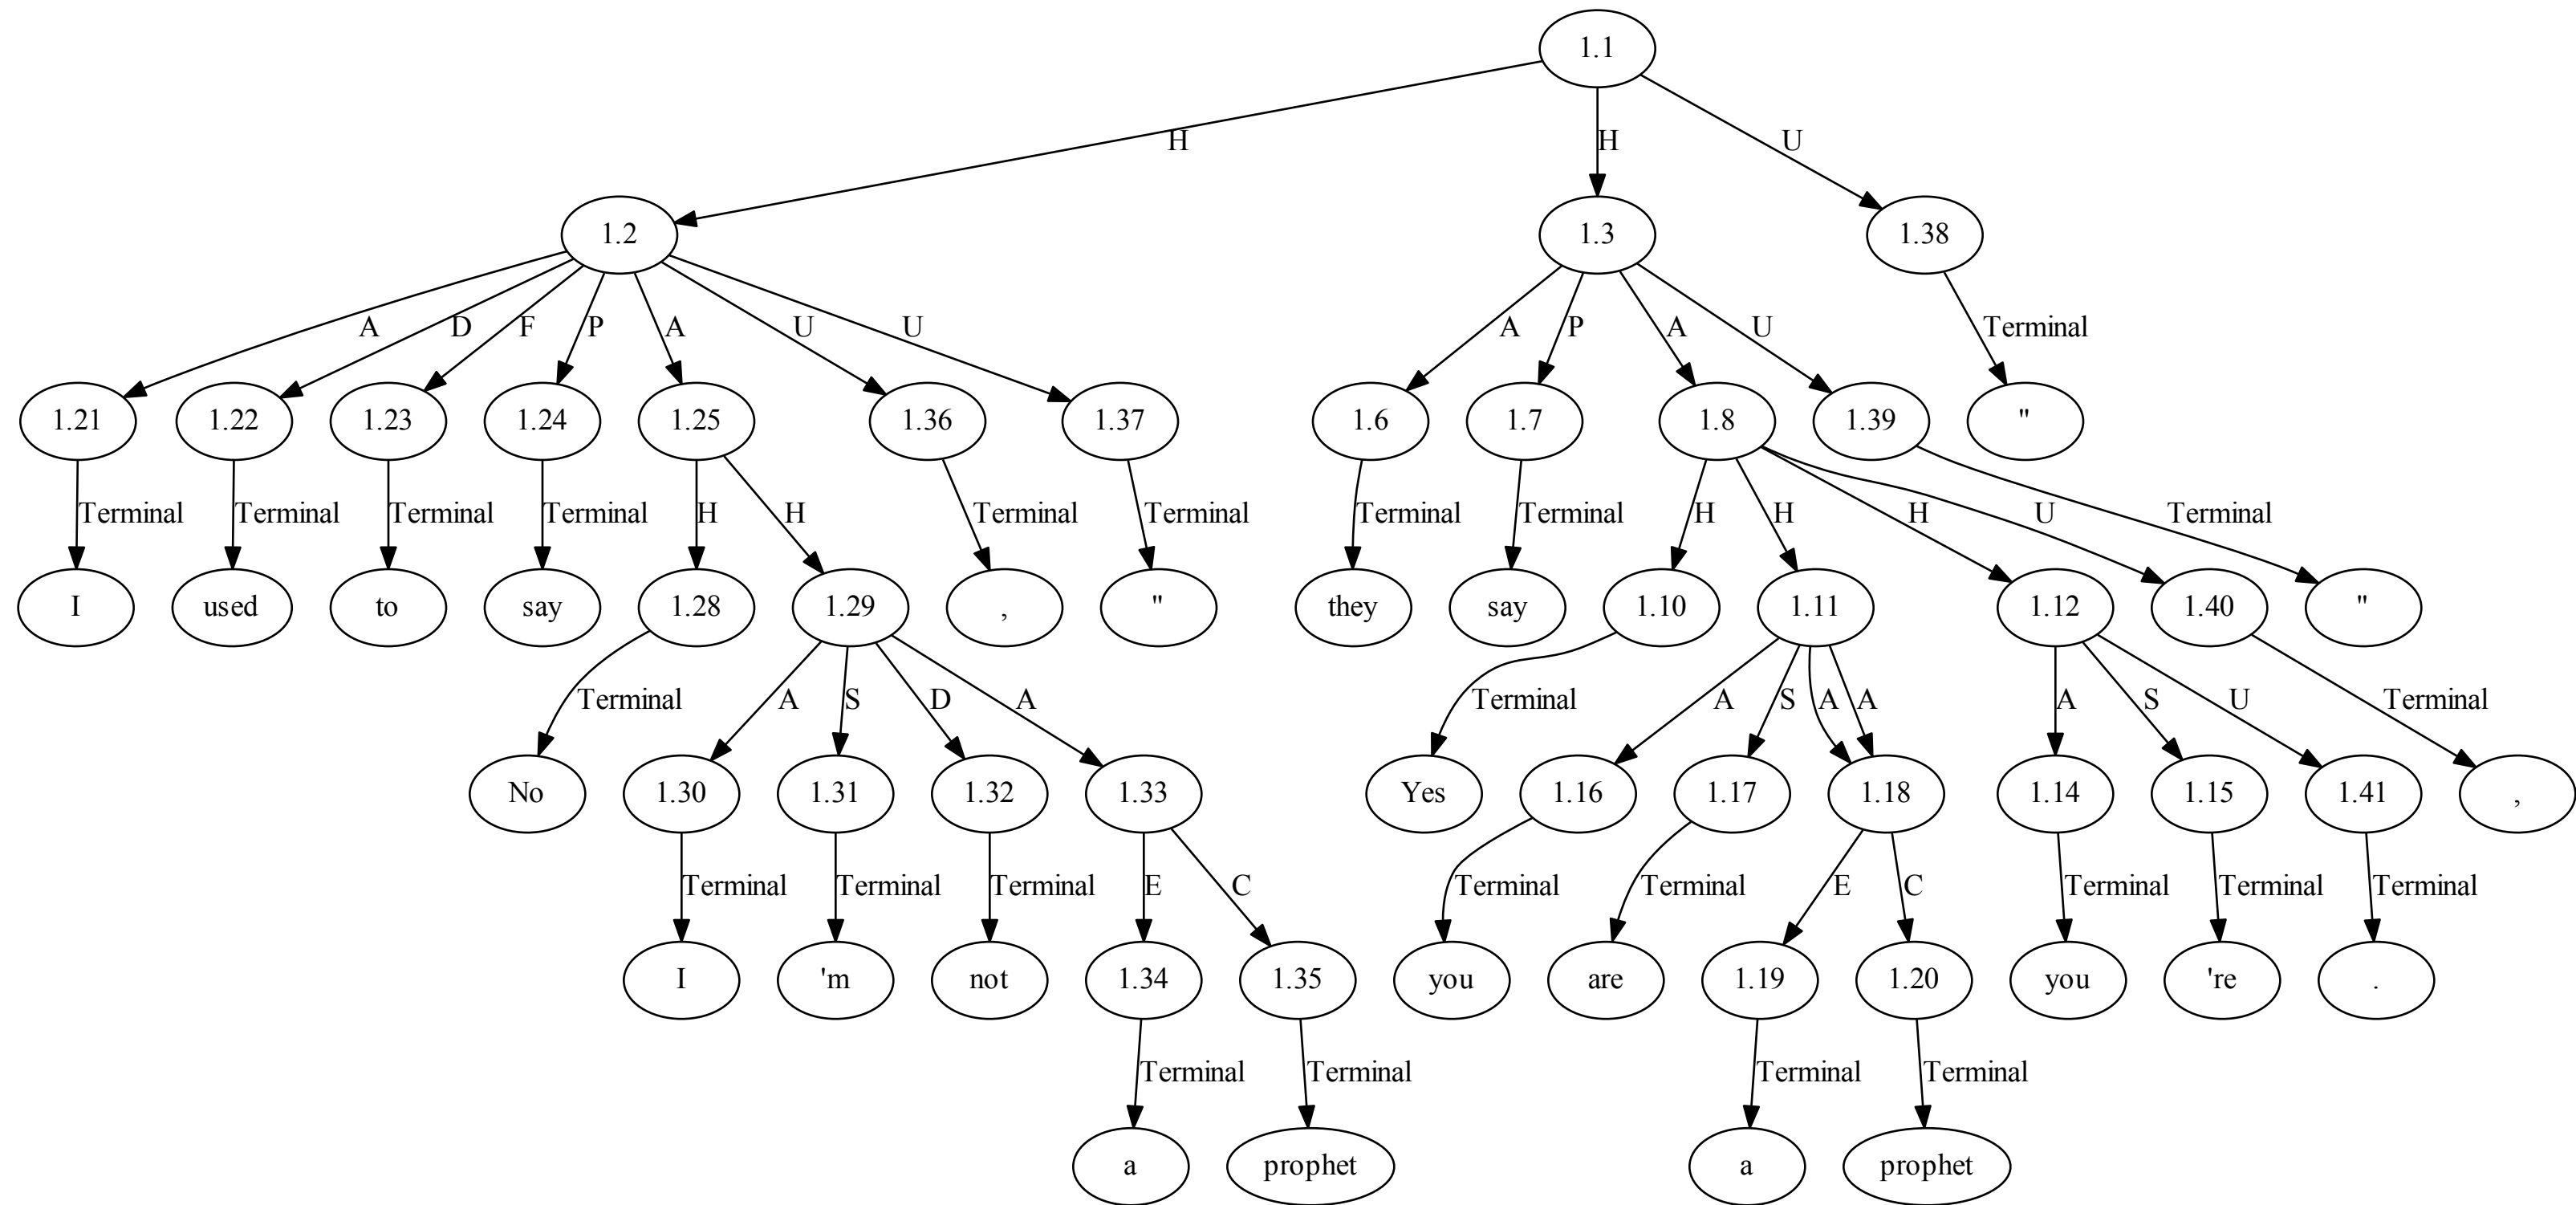 1.1
H H U
1.2 1.3 1.38
A D F P A U U A P A U Terminal
1.21 1.22 1.23 1.24 1.25 1.36 1.37 1.6 1.7 1.8 1.39 "
Terminal Terminal Terminal Terminal H H Terminal Terminal Terminal Terminal H H H U Terminal
I used to say 1.28 1.29 , " they say 1.10 1.11 1.12 1.40 "
Terminal A S D A Terminal A S A A A S U Terminal
No 1.30 1.31 1.32 1.33 Yes 1.16 1.17 1.18 1.14 1.15 1.41 ,
Terminal Terminal Terminal E C Terminal Terminal E C Terminal Terminal Terminal
I 'm not 1.34 1.35 you are 1.19 1.20 you 're .
Terminal Terminal Terminal Terminal
a prophet a prophet